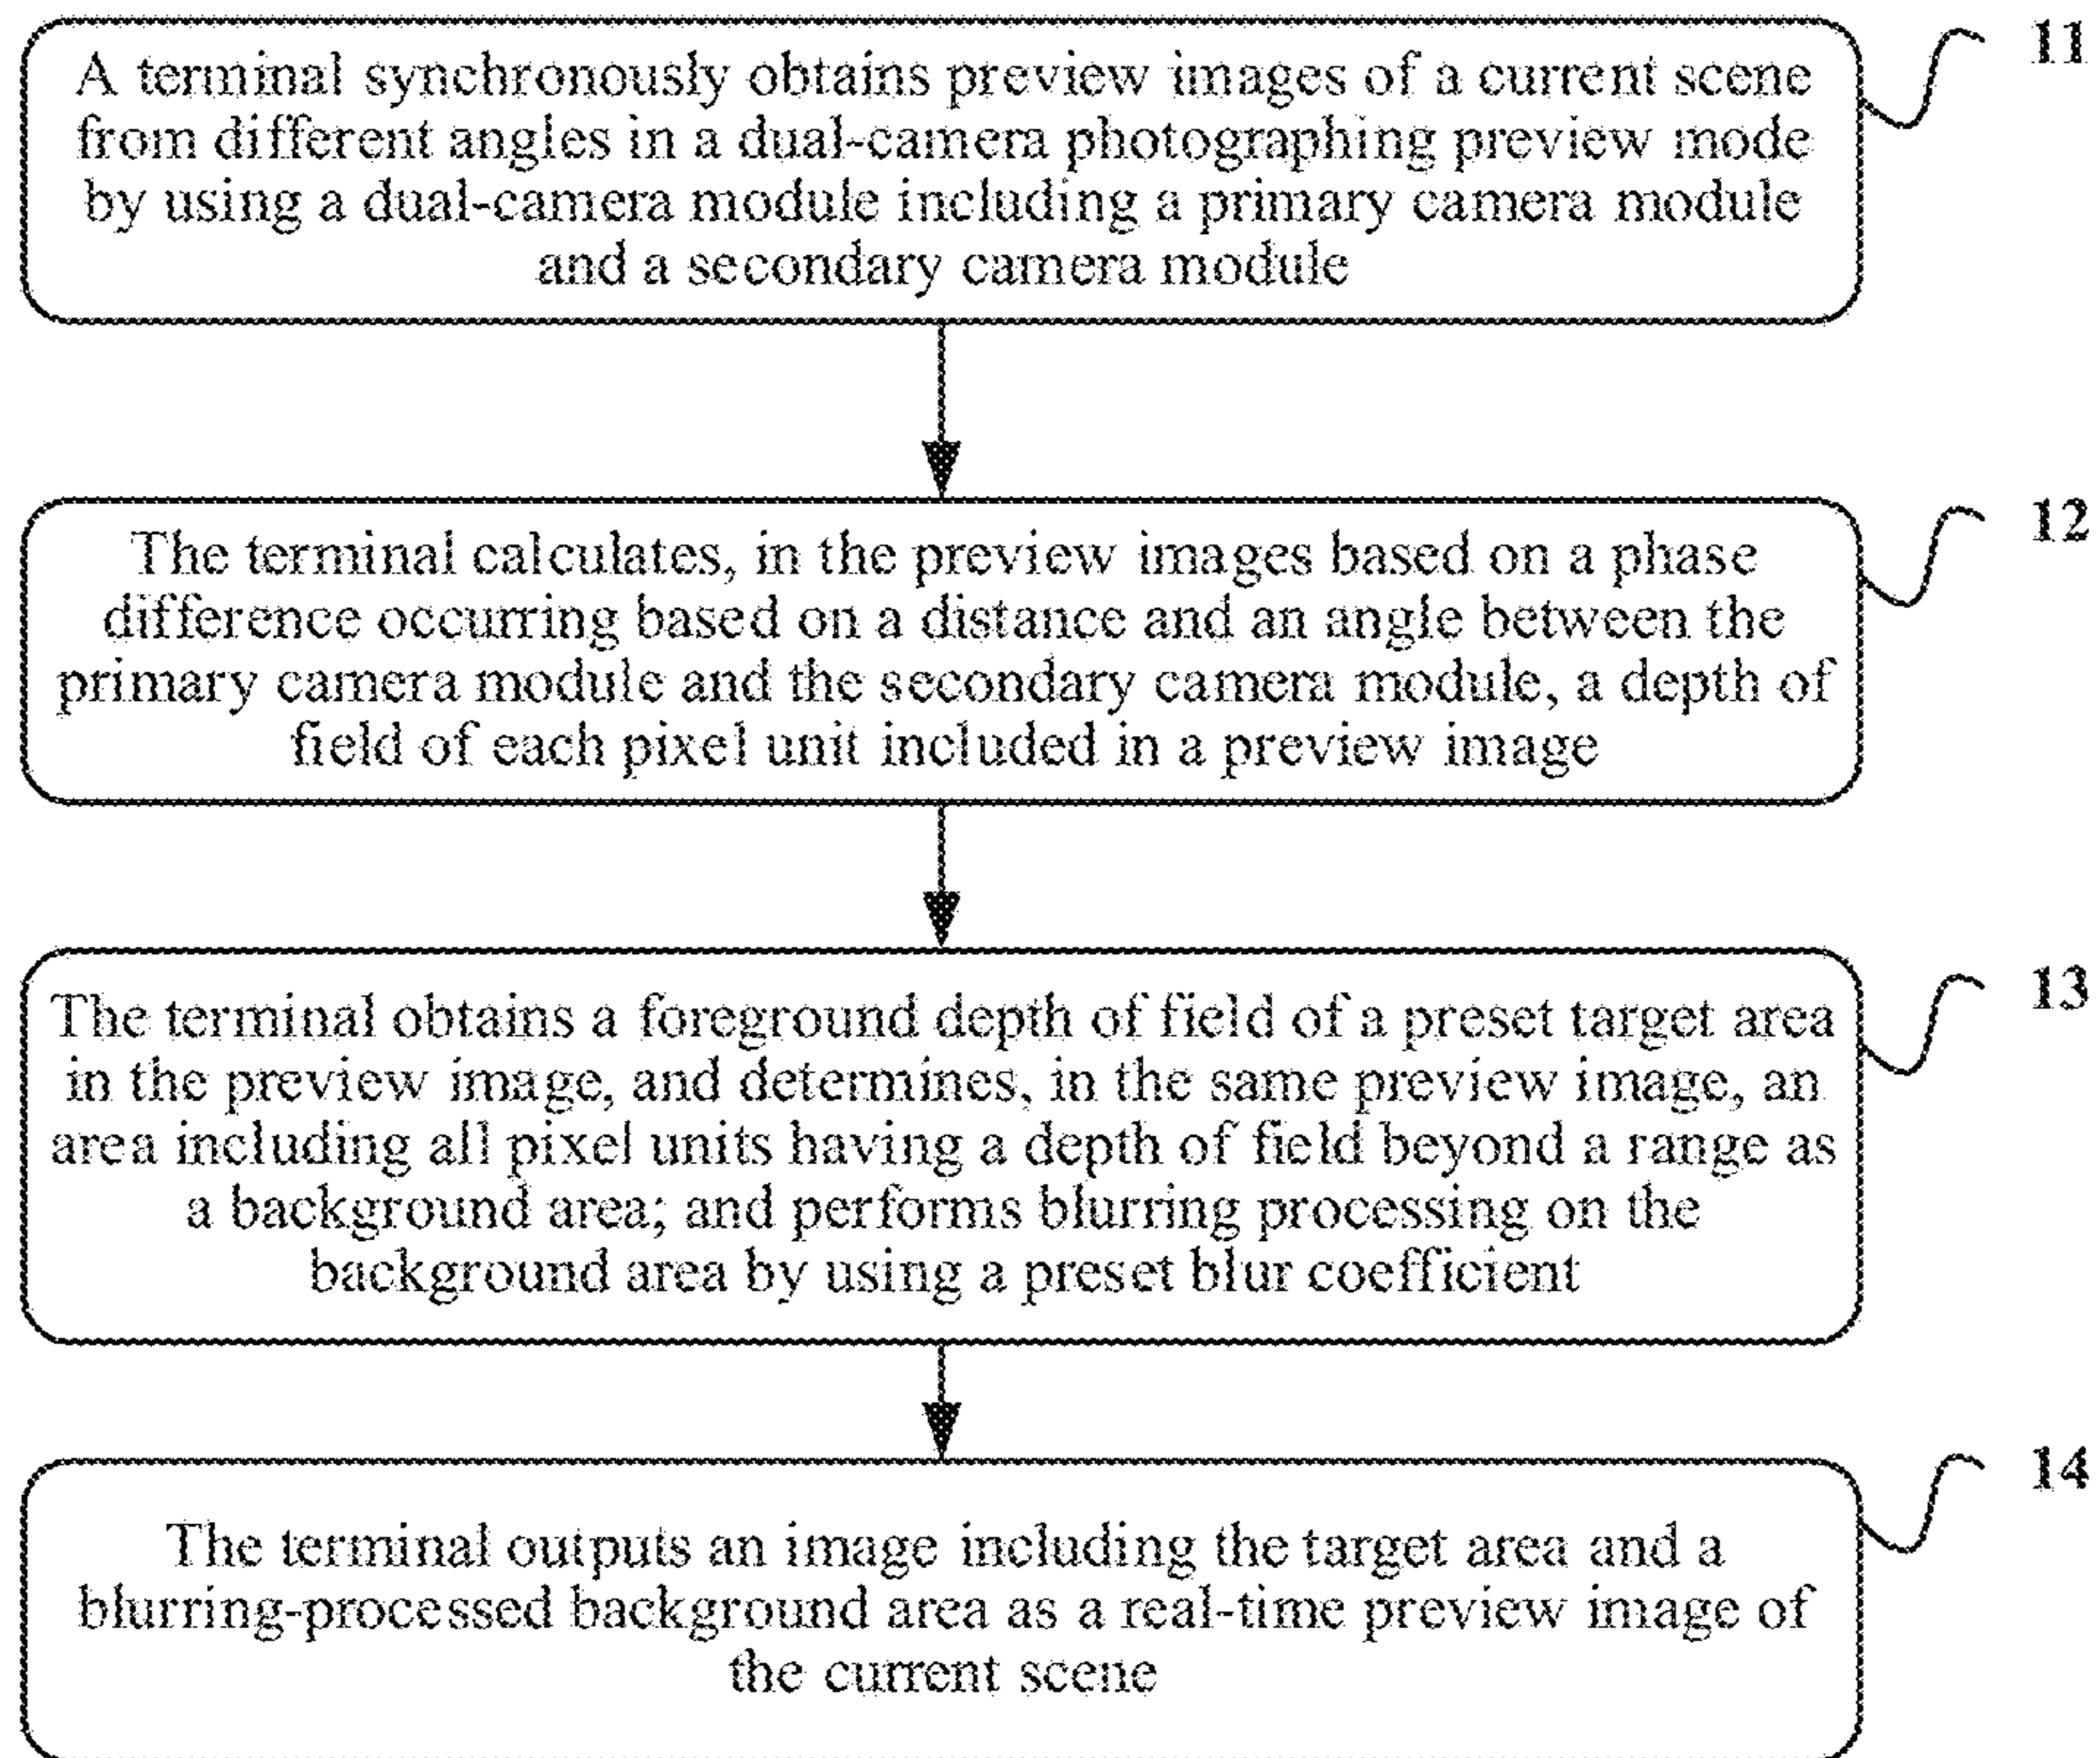 A terminal synchronously obtains preview images of a current scene
from different angles in a dual-camera photographing preview mode
by using a dual-camera module including a primary camera module
and a secondary camera module
11
The terminal calculates, in the preview images based on a phase
difference occurring based on a distance and an angle between the
primary camera module and the secondary camera module, a depth of
field of each pixel unit included in a preview image
12
The terminal obtains a foreground depth of field of a preset target area
in the preview image, and determines, in the same preview image, an
area including all pixel units having a depth of field beyond a range as
a background area; and performs blurring processing on the
background area by using a preset blur coefficient
13
The terminal outputs an image including the target area and a
blurring-processed background area as a real-time preview image of
the current scene
14